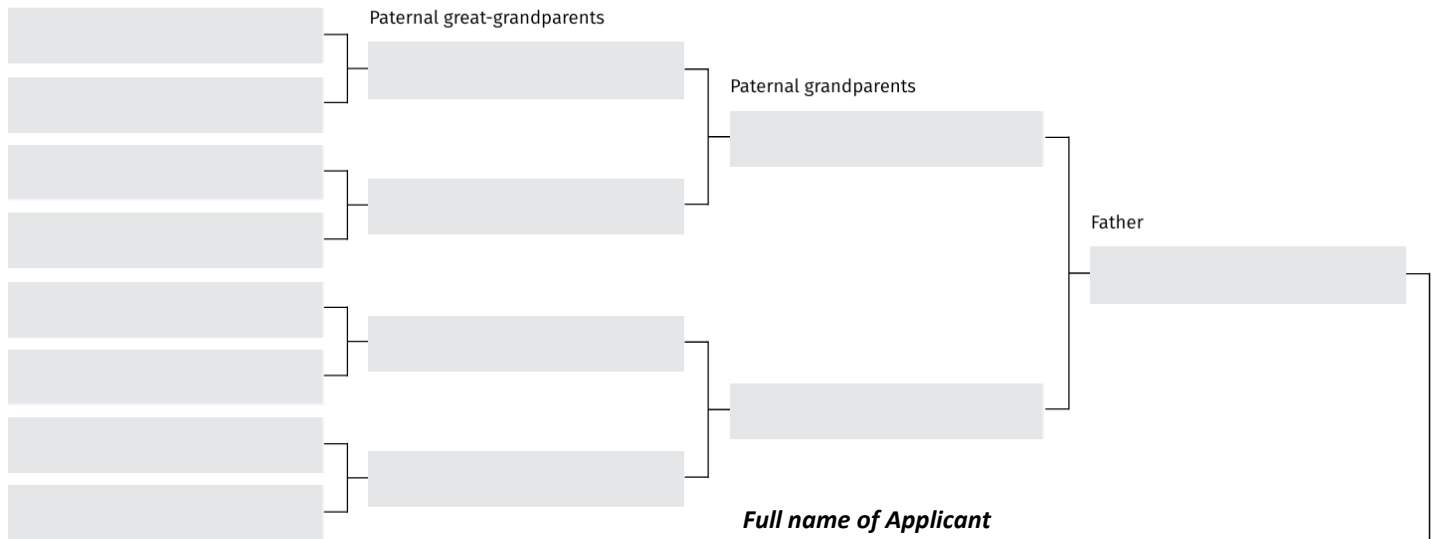 Paternal great-grandparents
Paternal grandparents
Father
Full name of Applicant